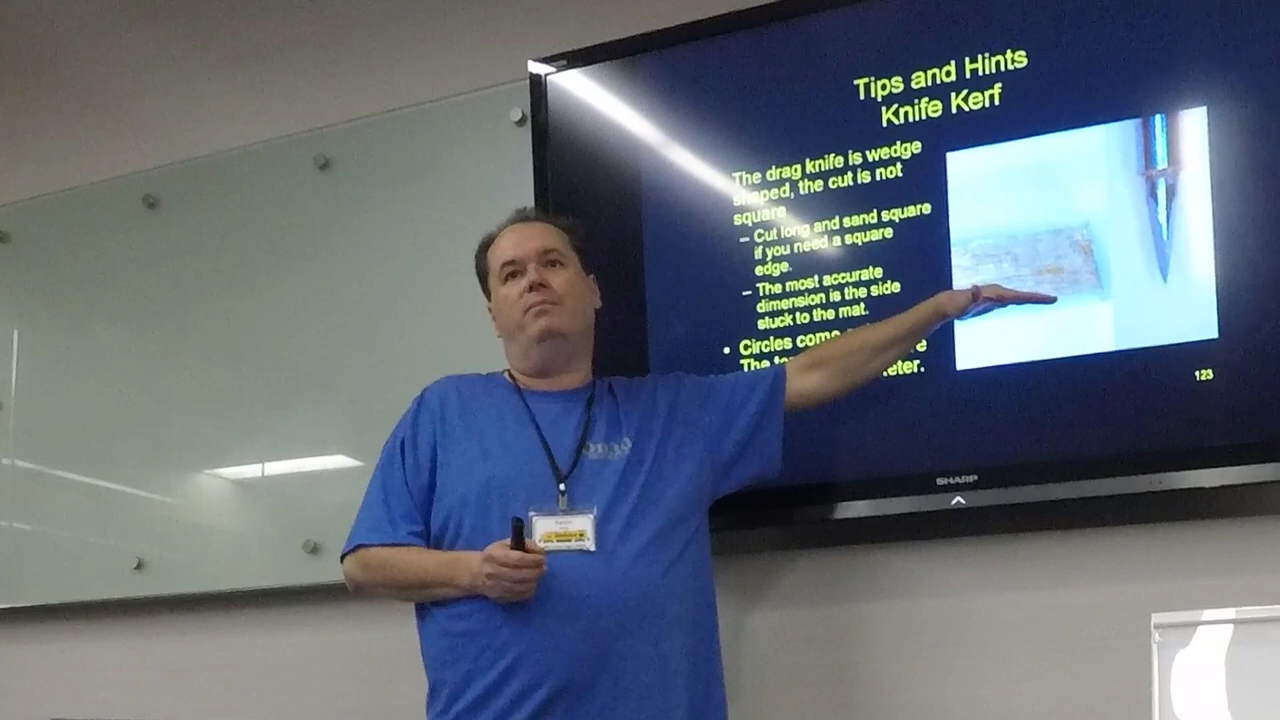 Tips and Hints
Knife Kerf
The drag knife is wedge
shaped, the cut is not
square
– Cut long and sand square
if you need a square
edge.
– The most accurate
dimension is the side
stuck to the mat.
• Circles come
The
123
SHARP